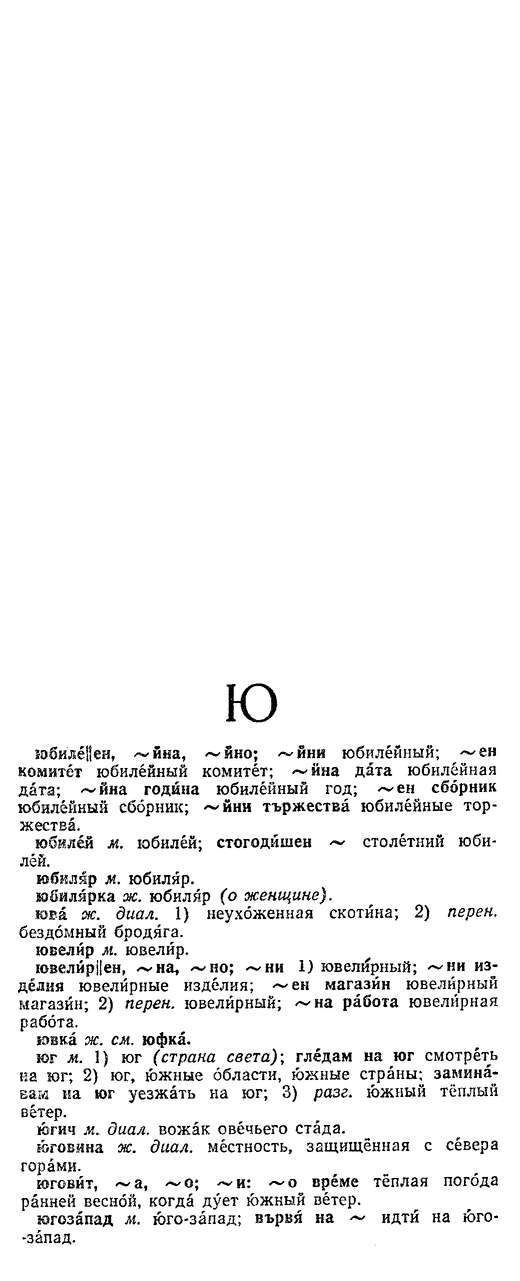 Ю
юбиле́||ен, ~йна, ~йно; ~йни юбиле́йный; ~ен
комите́т юбиле́йный комите́т; ~йна да́та юбиле́йная
да́та; ~йна годи́на юбиле́йный год; ~ен сбо́рник
юбиле́йный сбо́рник; ~йни тържества́ юбиле́йные тор-
жества́.
юбиле́й м. юбиле́й; стогоди́шен ~ столе́тний юби-
ле́й.
юбиля́р м. юбиля́р.
юбиля́рка ж. юбиля́р (о женщине).
юва́ ж. диал. 1) неухо́женная скоти́на; 2) перен.
бездо́мный бродя́га.
ювели́р м. ювели́р.
ювели́р||ен, ~на, ~но; ~ни 1) ювели́рный; ~ни из-
де́лия ювели́рные изде́лия; ~ен магази́н ювели́рный
магази́н; 2) перен. ювели́рный; ~на ра́бота ювели́рная
рабо́та.
ювка́ ж. см. юфка́.
юг м. 1) юг (страна света); гле́дам на юг смотре́ть
на юг; 2) юг, ю́жные о́бласти, ю́жные стра́ны; замина́-
вам на юг уезжа́ть на юг; 3) разг. ю́жный тёплый
ве́тер.
ю́гич м. диал. вожа́к ове́чьего ста́да.
ю́говина ж. диал. ме́стность, защищённая с се́вера
гора́ми.
югови́т, ~а, ~о; ~и: ~о вре́ме тёплая пого́да
ра́нней весно́й, когда́ ду́ет ю́жный ве́тер.
югоза́пад м. ю́го-за́пад; вървя́ на ~ идти́ на ю́го-
-за́пад.